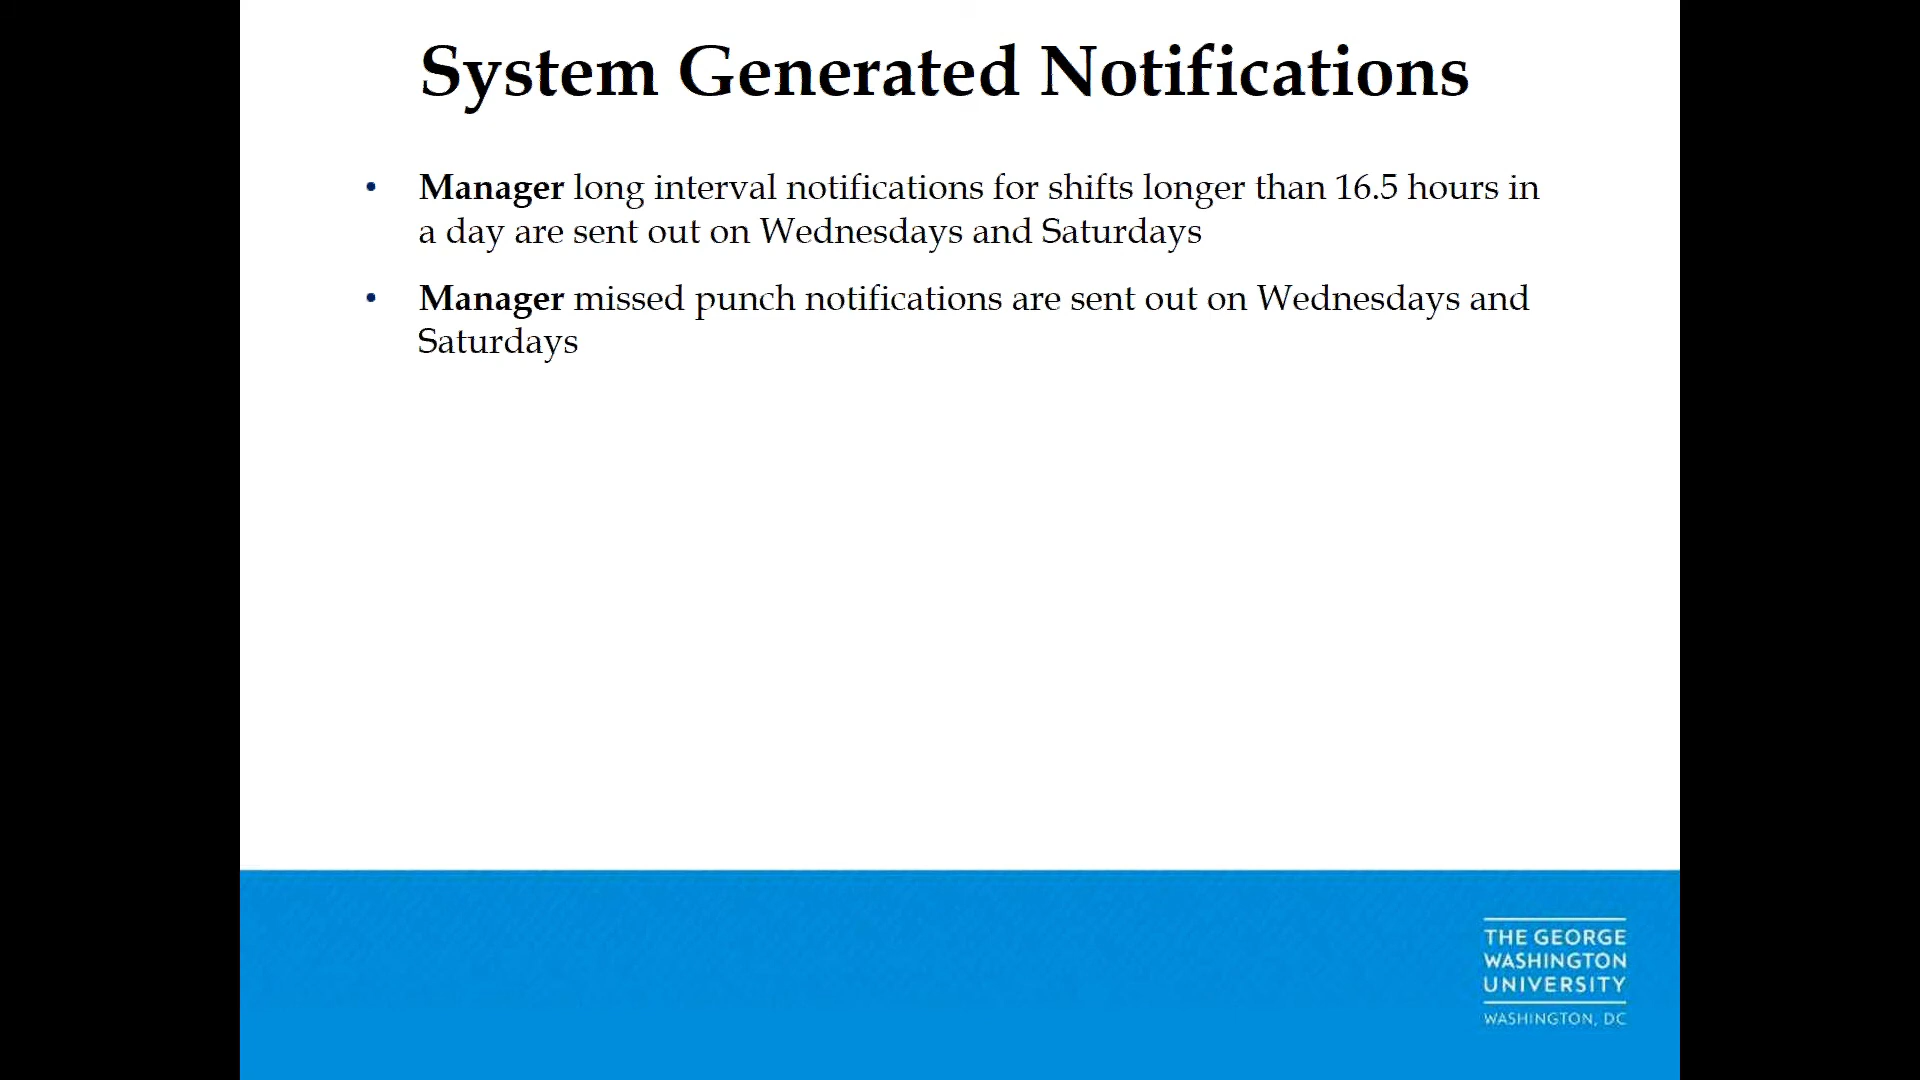 System Generated Notifications
• Manager long interval notifications for shifts longer than 16.5 hours in
a day are sent out on Wednesdays and Saturdays
• Manager missed punch notifications are sent out on Wednesdays and
Saturdays
THE GEORGE
WASHINGTON
UNIVERSITY
WASHINGTON, DC